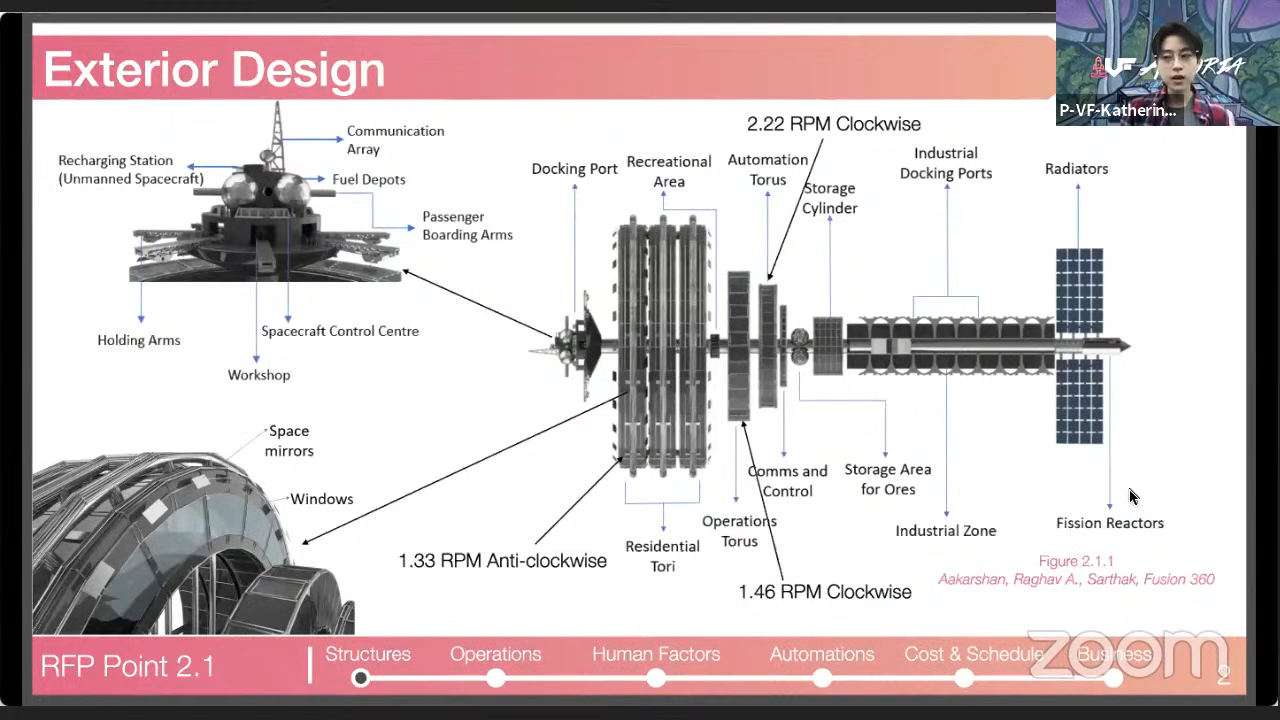 Exterior Design
P-VF-Katherin...
Communication
Array
Recharging Station
(Unmanned Spacecraft)
Fuel Depots
Passenger
Boarding Arms
Holding Arms
Spacecraft Control Centre
Workshop
2.22 RPM Clockwise
Docking Port
Recreational
Area
Automation
Torus
Storage
Cylinder
Industrial
Docking Ports
Radiators
Space
mirrors
Windows
1.33 RPM Anti-clockwise
Residential
Tori
Operations
Torus
Comms and
Control
1.46 RPM Clockwise
Storage Area
for Ores
Industrial Zone
Fission Reactors
Figure 2.1.1
Aakarshan, Raghav A., Sarthak, Fusion 360
RFP Point 2.1
Structures
Operations
Human Factors
Automations
Cost & Schedule
Business
2
zoom